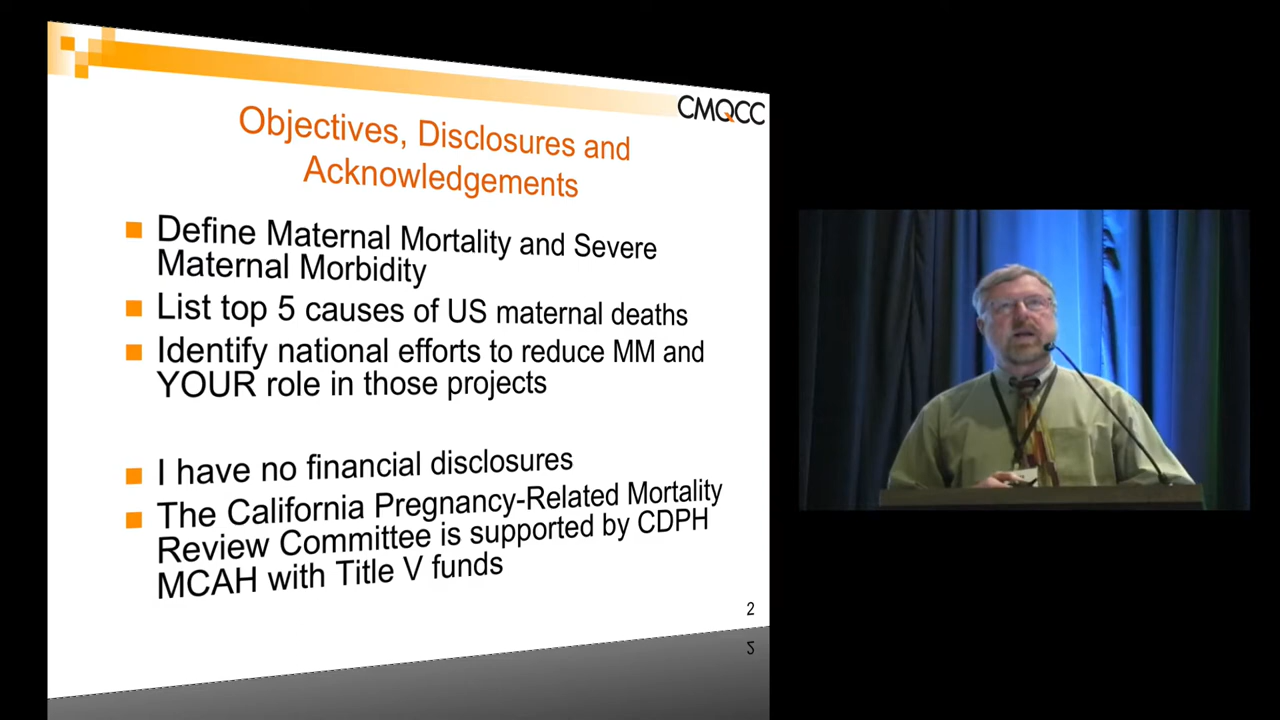 CMQCC
Objectives, Disclosures and
Acknowledgements
Define Maternal Mortality and Severe
Maternal Morbidity
List top 5 causes of US maternal deaths
Identify national efforts to reduce MM and
YOUR role in those projects
I have no financial disclosures
The California Pregnancy-Related Mortality
Review Committee is supported by CDPH
MCAH with Title V funds
2